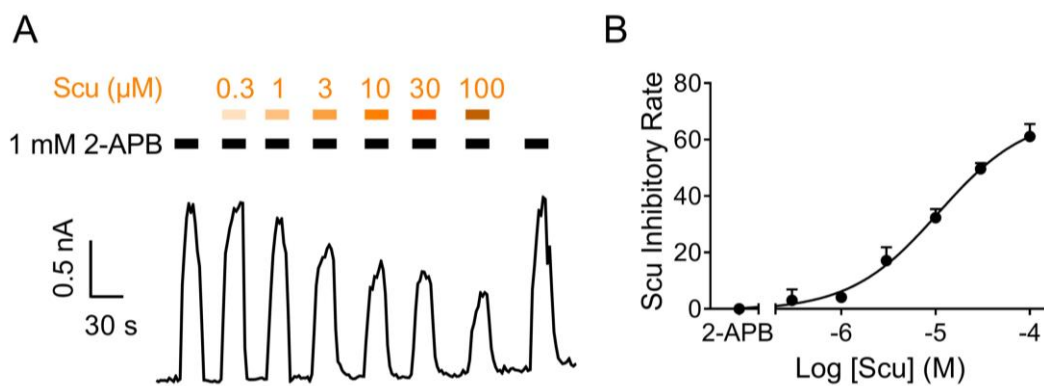 A
Scu (μM) 0.3 1 3 10 30 100
1 mM 2-APB
0.5 nA
30 s
B
Scu Inhibitory Rate
80
60
40
20
0
2-APB -6 -5 -4
Log [Scu] (M)